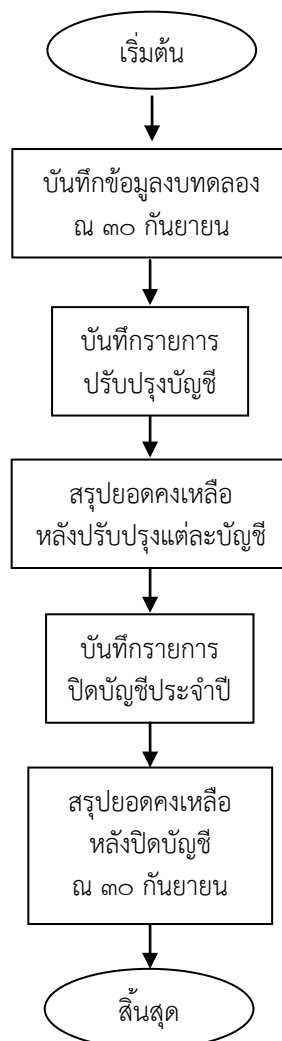 เริ่มต้น
บันทึกข้อมูลงบทดลอง
ณ ๓๐ กันยายน
บันทึกรายการ
ปรับปรุงบัญชี
สรุปยอดคงเหลือ
หลังปรับปรุงแต่ละบัญชี
บันทึกรายการ
ปิดบัญชีประจำปี
สรุปยอดคงเหลือ
หลังปิดบัญชี
ณ ๓๐ กันยายน
สิ้นสุด